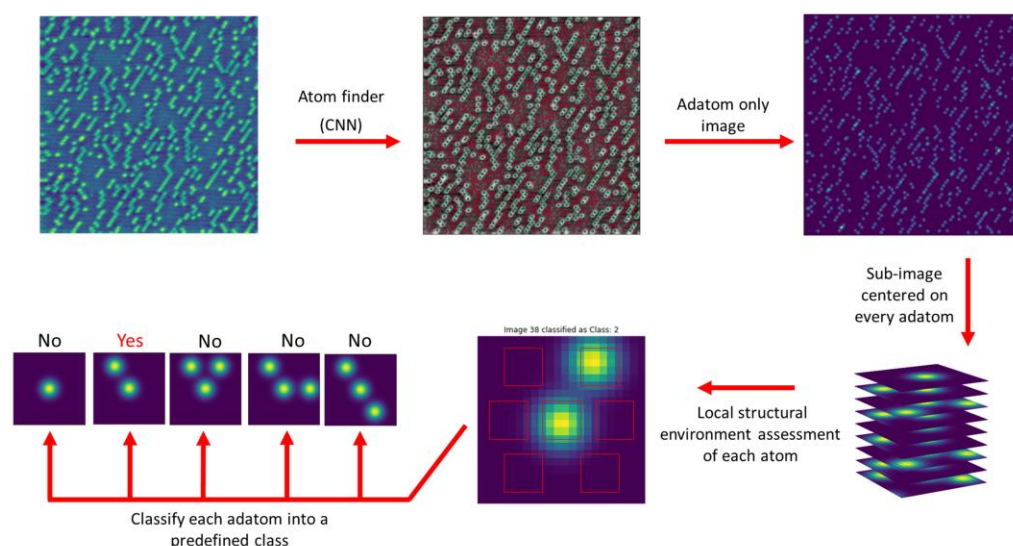 Atom finder
(CNN)
Adatom only
image
Sub-image
centered on
every adatom
Image 38 classified as Class: 2
Local structural
environment assessment
of each atom
No
Yes
No
No
No
Classify each adatom into a
predefined class